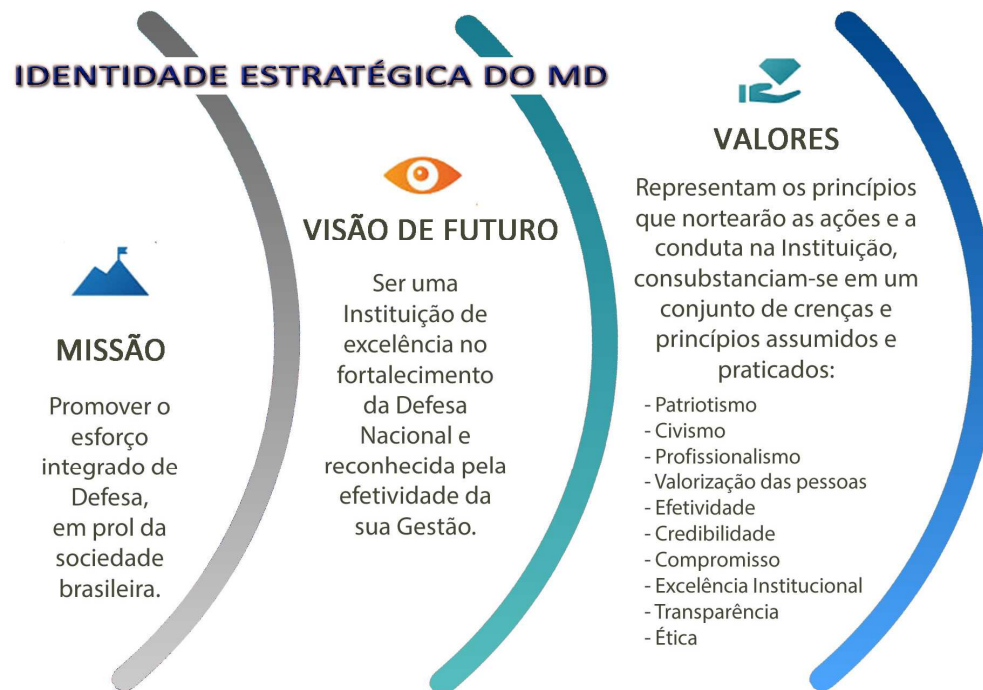 IDENTIDADE ESTRATÉGICA DO MD
MISSÃO
Promover o
esforço
integrado de
Defesa,
em prol da
sociedade
brasileira.
VISÃO DE FUTURO
Ser uma
Instituição de
excelência no
fortalecimento
da Defesa
Nacional e
reconhecida pela
efetividade da
sua Gestão.
VALORES
Representam os princípios
que nortearão as ações e a
conduta na Instituição,
consubstanciam-se em um
conjunto de crenças e
princípios assumidos e
praticados:
- Patriotismo
- Civismo
- Profissionalismo
- Valorização das pessoas
- Efetividade
- Credibilidade
- Compromisso
- Excelência Institucional
- Transparência
- Ética